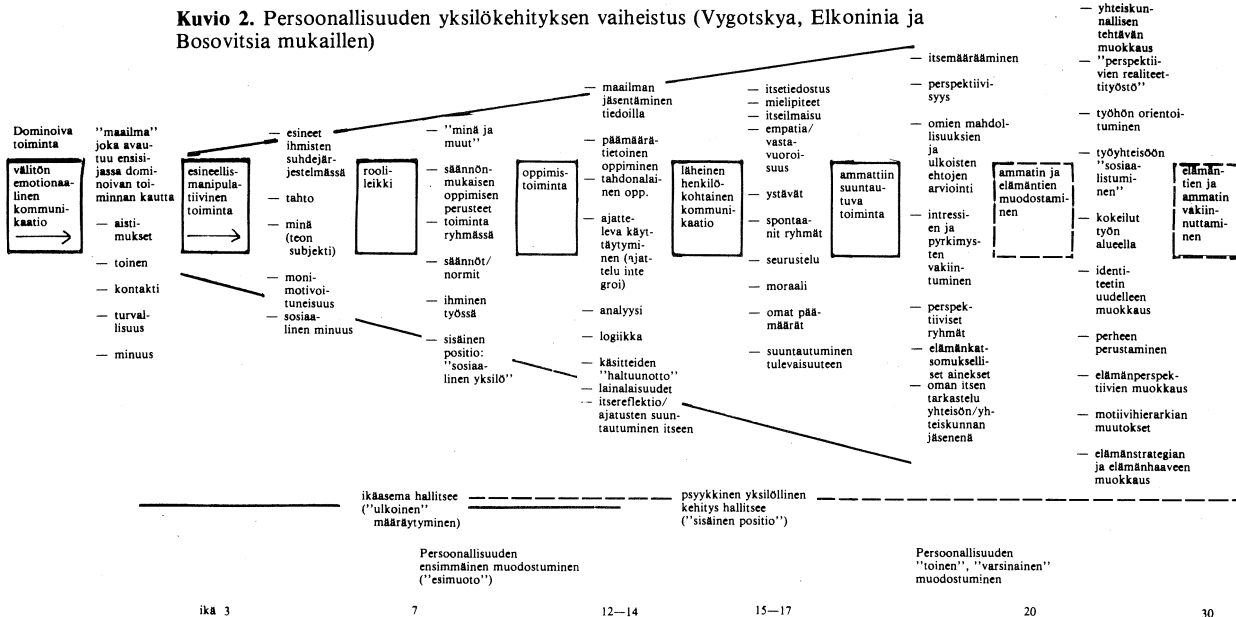 Kuvio 2. Persoonallisuuden yksilökehityksen vaiheistus (Vygotskya, Elkoninia ja
Bosovitsia mukaillen)
Dominoiva
toiminta
välitön
emotionaa-
linen
kommuni-
kaatio
"maailma"
joka avau-
tuu ensisi-
jassa domi-
noivan toi-
minnan kautta
— aisti-
mukset
— toinen
— kontakti
— turval-
lisuus
— minuus
esineellis-
manipula-
tiivinen
toiminta
— esineet
ihmisten
suhdejär-
jestelmässä
— tahto
— minä
(teon
subjekti)
— moni-
motivoi-
tuneisuus
— sosiaa-
linen minuus
rooli-
leikki
— "minä ja
muut"
— säännön-
mukaisen
oppimisen
perusteet
— toiminta
ryhmässä
— säännöt/
normit
— ihminen
työssä
— sisäinen
positio:
"sosiaa-
linen yksilö"
oppimis-
toiminta
— maailman
jäsentäminen
tiedoilla
— päämäärä-
tietoinen
oppiminen
— tahdonalai-
nen opp.
— ajatte-
leva käyt-
täytymi-
nen (ajat-
telu inte
groi)
— analyysi
— logiikka
— käsitteiden
"haltuunotto"
— lainalaisuudet
— itsereflektio/
ajatusten suun-
tautuminen itseen
läheinen
henkilö-
kohtainen
kommuni-
kaatio
— itsetiedostus
— mielipiteet
— itseilmaisu
— empatia/
vasta-
vuoroi-
suus
— ystävät
— spontaa-
nit ryhmät
— seurustelu
— moraali
— omat pää-
määrät
— suuntautuminen
tulevaisuuteen
ammattiin
suuntau-
tuva
toiminta
— itsemäärääminen
— perspektiivi-
syys
— omien mahdol-
lisuuksien
ja
ulkoisten
ehtojen
arviointi
— intressi-
en ja
pyrkimys-
ten
vakiin-
tuminen
— perspek-
tiiviset
ryhmät
— elämänkat-
somukselli-
set ainekset
— oman itsen
tarkastelu
yhteisön/yh-
teiskunnan
jäsenenä
ammatin ja
elämäntien
muodostami-
nen
— yhteiskun-
nallisen
tehtävän
muokkaus
— "perspektii-
vien realiteet-
tityöstö"
— työhön orientoi-
tuminen
— työyhteisöön
"sosiaa-
listumi-
nen"
— kokeilut
työn
alueella
— identi-
teetin
uudelleen
muokkaus
— perheen
perustaminen
— elämänperspek-
tiivien muokkaus
— motiivihierarkian
muutokset
— elämänstrategian
ja elämänhaaveen
muokkaus
elämän-
tien ja
ammatin
vakiin-
nuttami-
nen
ikäasema hallitsee
("ulkoinen"
määräytyminen)
psyykkinen yksilöllinen
kehitys hallitsee
("sisäinen positio")
Persoonallisuuden
ensimmäinen muodostuminen
("esimuoto")
Persoonallisuuden
"toinen", "varsinainen"
muodostuminen
ikä 3 7 12—14 15—17 20 30